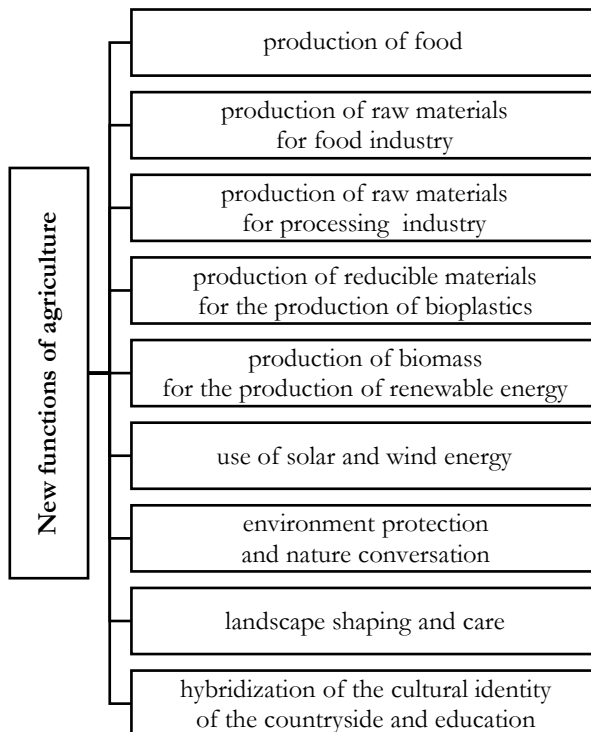 New functions of agriculture
production of food
production of raw materials
for food industry
production of raw materials
for processing industry
production of reducible materials
for the production of bioplastics
production of biomass
for the production of renewable energy
use of solar and wind energy
environment protection
and nature conversation
landscape shaping and care
hybridization of the cultural identity
of the countryside and education